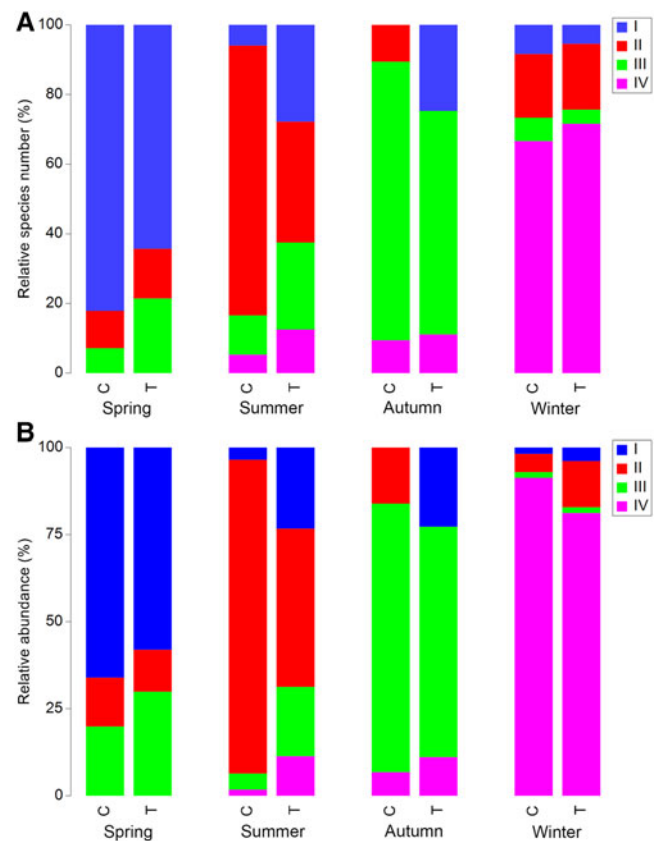 A
Relative species number (%)
100
80
60
40
20
0
I
II
III
IV
C T C T C T C T
Spring Summer Autumn Winter
B
Relative abundance (%)
100
75
50
25
0
I
II
III
IV
C T C T C T C T
Spring Summer Autumn Winter